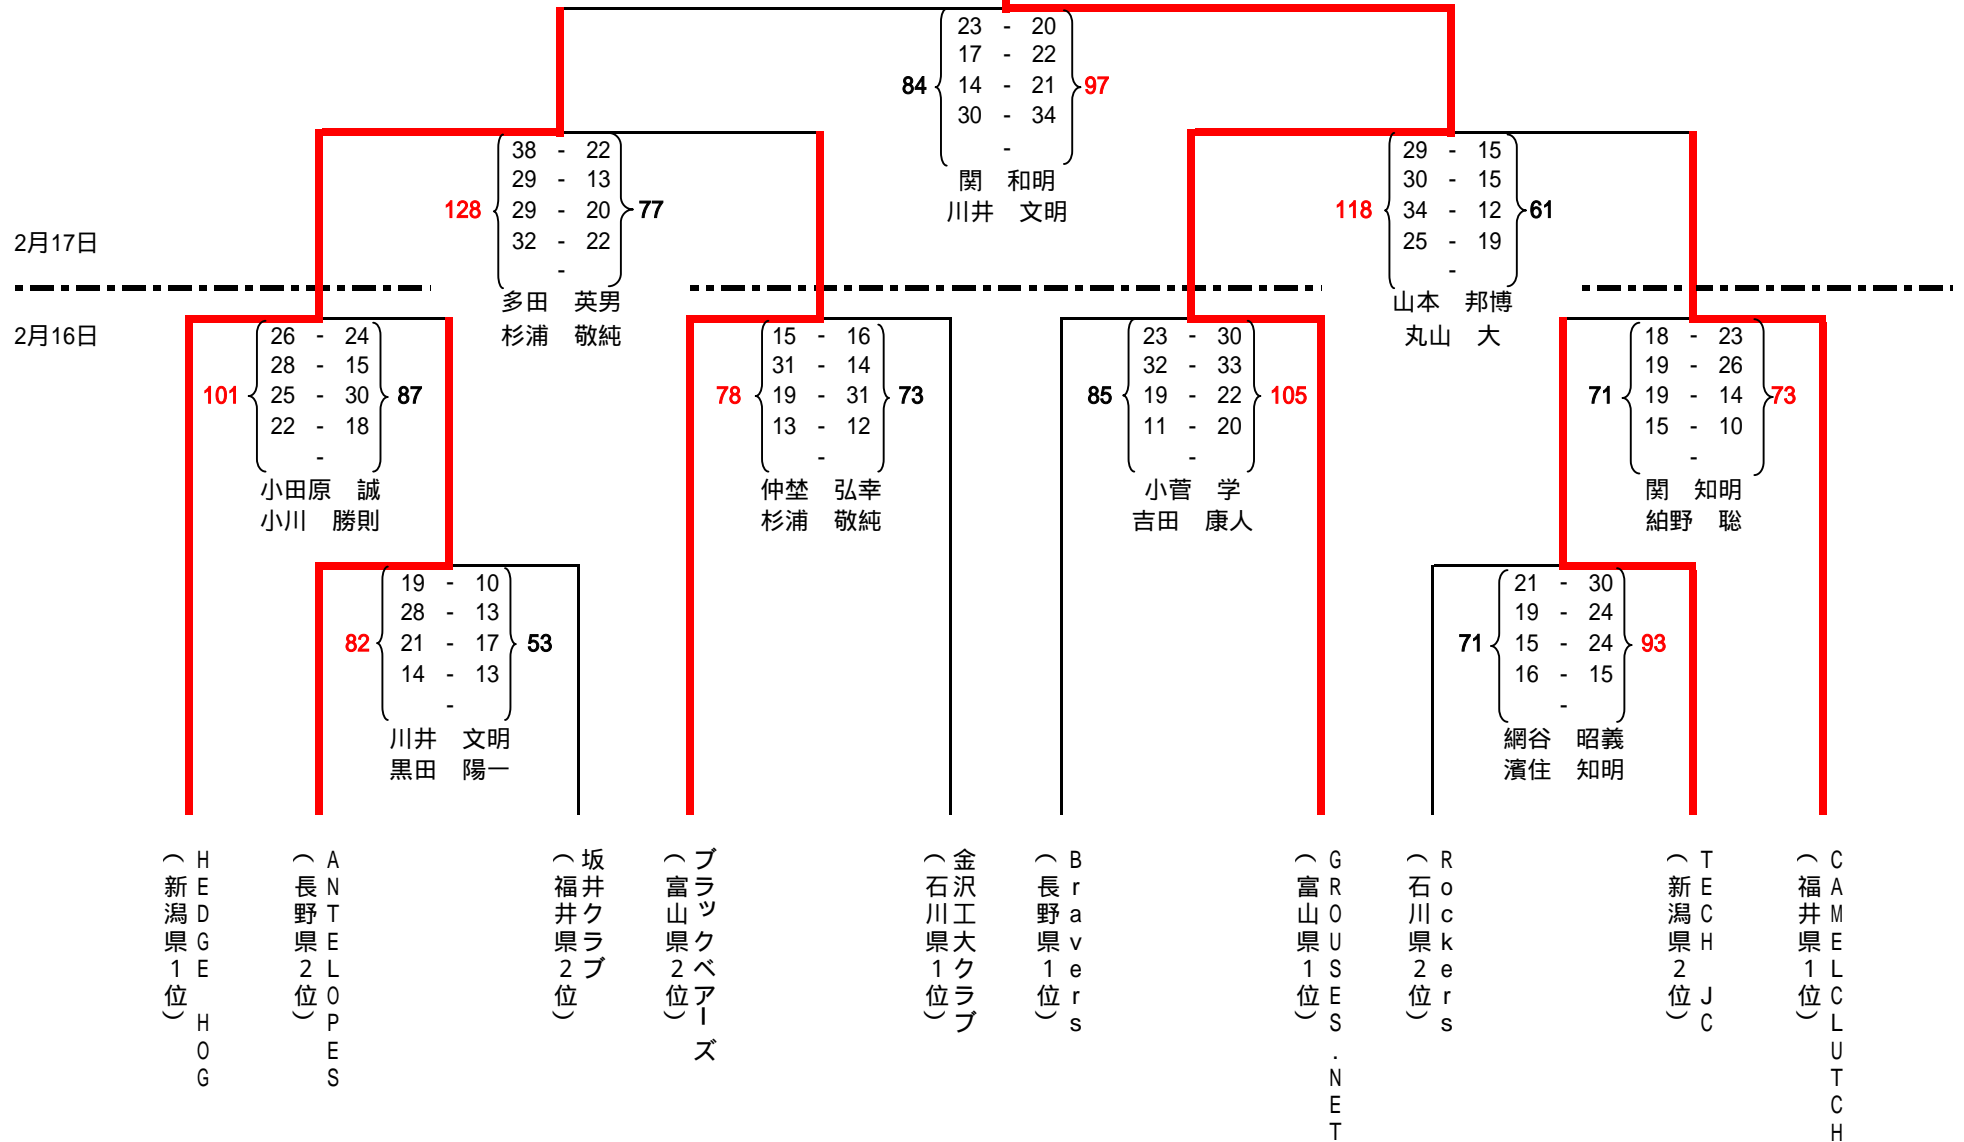 23 - 20
17 - 22
84 14 - 21 97
30 - 34
-
関 和明
川井 文明
38 - 22
29 - 13
128 29 - 20 77
32 - 22
-
多田 英男
杉浦 敬純
29 - 15
30 - 15
118 34 - 12 61
25 - 19
-
山本 邦博
丸山 大
2月17日
2月16日
26 - 24
28 - 15
101 25 - 30 87
22 - 18
-
小田原 誠
小川 勝則
15 - 16
31 - 14
78 19 - 31 73
13 - 12
-
仲埜 弘幸
杉浦 敬純
23 - 30
32 - 33
85 19 - 22 105
11 - 20
-
小菅 学
吉田 康人
18 - 23
19 - 26
71 19 - 14 73
15 - 10
-
関 知明
絈野 聡
19 - 10
28 - 13
82 21 - 17 53
14 - 13
-
川井 文明
黒田 陽一
21 - 30
19 - 24
71 15 - 24 93
16 - 15
-
網谷 昭義
濱住 知明
HEDGE HOG
(新潟県1位)
ANTELOPES
(長野県2位)
坂井クラブ
(福井県2位)
ブラックベアーズ
(富山県2位)
金沢工大クラブ
(石川県1位)
Bravers
(長野県1位)
GROUSES.NET
(富山県1位)
Rockers
(石川県2位)
TECH JC
(新潟県2位)
CAMELCLUTCH
(福井県1位)